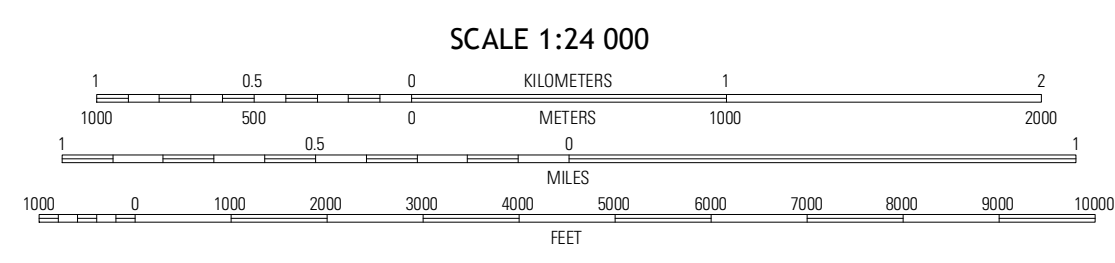 SCALE 1:24 000
1 0.5 0 KILOMETERS 1 2
1000 500 0 METERS 1000 2000
1 0.5 0 1
MILES
1000 0 1000 2000 3000 4000 5000 6000 7000 8000 9000 10000
FEET